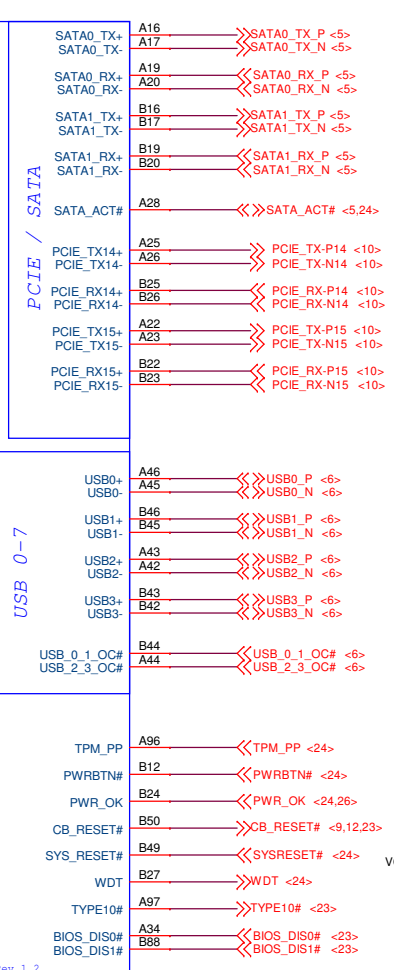 PCIE / SATA
SATA0_TX+ A16 SATA0_TX_P <5>
SATA0_TX- A17 SATA0_TX_N <5>
SATA0_RX+ A19 SATA0_RX_P <5>
SATA0_RX- A20 SATA0_RX_N <5>
SATA1_TX+ B16 SATA1_TX_P <5>
SATA1_TX- B17 SATA1_TX_N <5>
SATA1_RX+ B19 SATA1_RX_P <5>
SATA1_RX- B20 SATA1_RX_N <5>
SATA_ACT# A28 SATA_ACT# <5,24>
PCIE_TX14+ A25 PCIE_TX-P14 <10>
PCIE_TX14- A26 PCIE_TX-N14 <10>
PCIE_RX14+ B25 PCIE_RX-P14 <10>
PCIE_RX14- B26 PCIE_RX-N14 <10>
PCIE_TX15+ A22 PCIE_TX-P15 <10>
PCIE_TX15- A23 PCIE_TX-N15 <10>
PCIE_RX15+ B22 PCIE_RX-P15 <10>
PCIE_RX15- B23 PCIE_RX-N15 <10>
USB 0-7
USB0+ A46 USB0_P <6>
USB0- A45 USB0_N <6>
USB1+ B46 USB1_P <6>
USB1- B45 USB1_N <6>
USB2+ A43 USB2_P <6>
USB2- A42 USB2_N <6>
USB3+ B43 USB3_P <6>
USB3- B42 USB3_N <6>
USB_0_1_OC# B44 USB_0_1_OC# <6>
USB_2_3_OC# A44 USB_2_3_OC# <6>
TPM_PP A96 TPM_PP <24>
PWRBTN# B12 PWRBTN# <24>
PWR_OK B24 PWR_OK <24,26>
CB_RESET# B50 CB_RESET# <9,12,23>
SYS_RESET# B49 SYSRESET# <24>
WDT B27 WDT <24>
TYPE10# A97 TYPE10# <23>
BIOS_DIS0# A34 BIOS_DIS0# <23>
BIOS_DIS1# B88 BIOS_DIS1# <23>